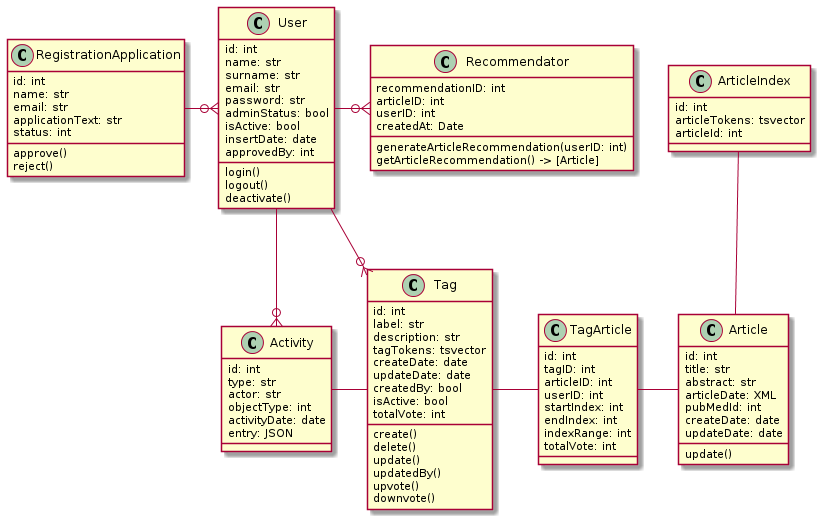 C RegistrationApplication
id: int
name: str
email: str
applicationText: str
status: int
approve()
reject()
C User
id: int
name: str
surname: str
email: str
password: str
adminStatus: bool
isActive: bool
insertDate: date
approvedBy: int
login()
logout()
deactivate()
C Recommendator
recommendationID: int
articleID: int
userID: int
createdAt: Date
generateArticleRecommendation(userID: int)
getArticleRecommendation() -> [Article]
C ArticleIndex
id: int
articleTokens: tsvector
articleId: int
C Activity
id: int
type: str
actor: str
objectType: int
activityDate: date
entry: JSON
C Tag
id: int
label: str
description: str
tagTokens: tsvector
createDate: date
updateDate: date
createdBy: bool
isActive: bool
totalVote: int
create()
delete()
update()
updatedBy()
upvote()
downvote()
C TagArticle
id: int
tagID: int
articleID: int
userID: int
startIndex: int
endIndex: int
indexRange: int
totalVote: int
C Article
id: int
title: str
abstract: str
articleDate: XML
pubMedId: int
createDate: date
updateDate: date
update()